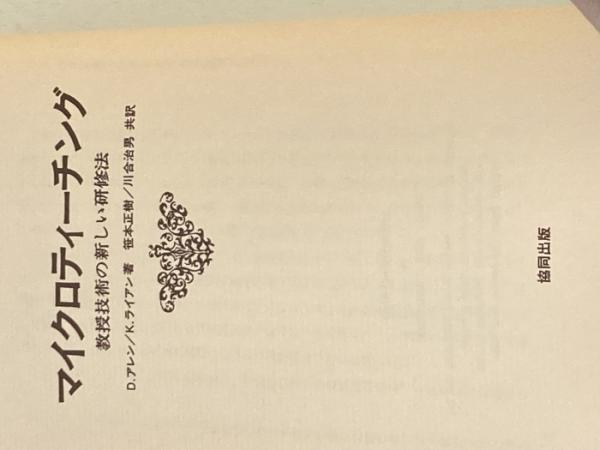 マイクロティーチング
教授技術の新しい研修法
D.アレン/K.ライアン著 笹本正樹/川合治男 共訳
協同出版